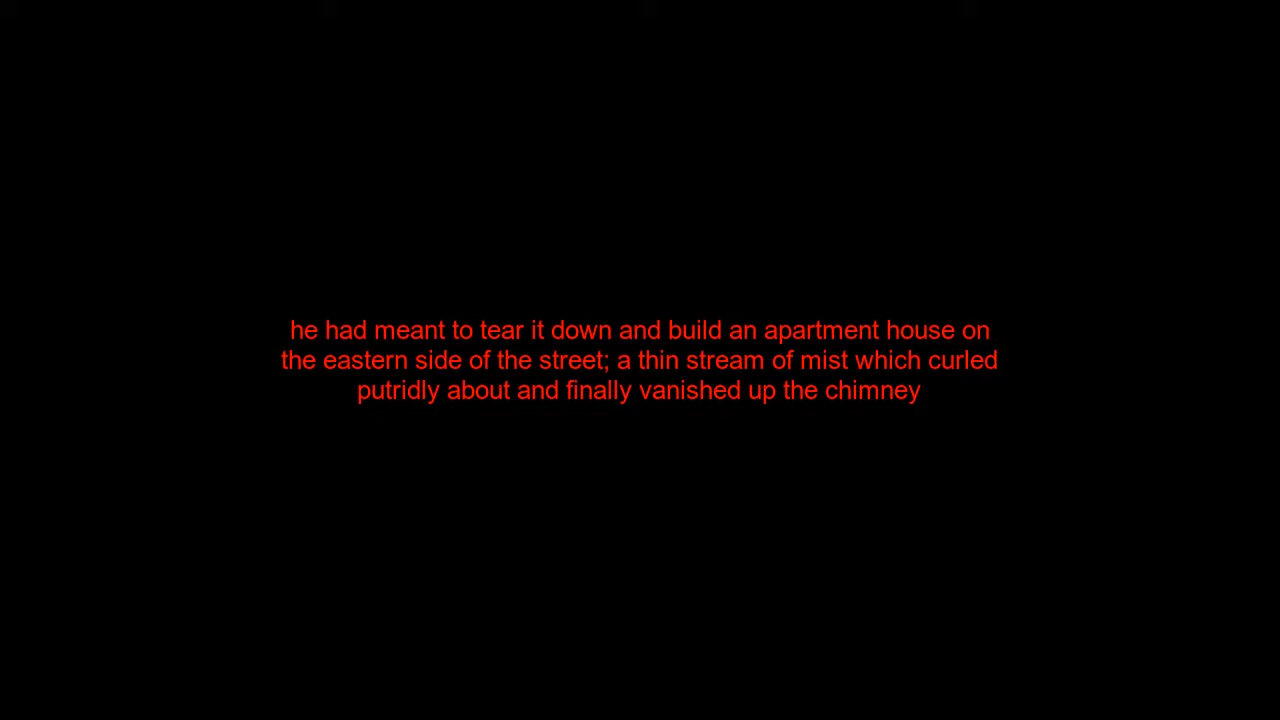 he had meant to tear it down and build an apartment house on
the eastern side of the street; a thin stream of mist which curled
putridly about and finally vanished up the chimney